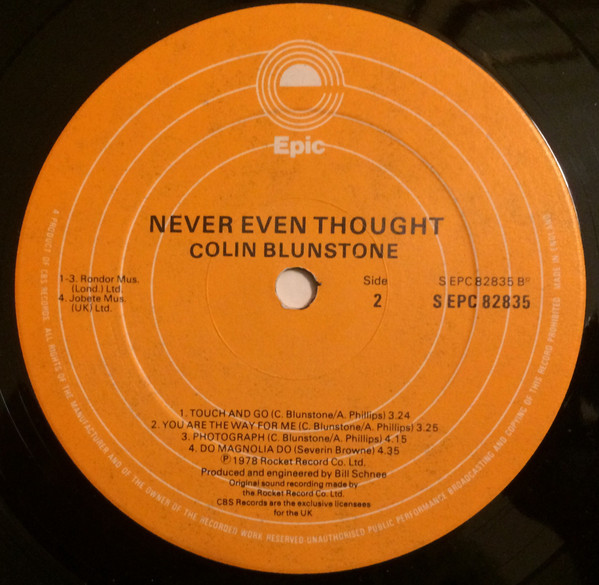 Epic
NEVER EVEN THOUGHT
COLIN BLUNSTONE
1-3. Rondor Mus.
(Lond.) Ltd.
4. Jobete Mus.
(UK) Ltd.
Side
2
S EPC 82835 Bº
S EPC 82835
1. TOUCH AND GO (C. Blunstone/A. Phillips) 3.24
2. YOU ARE THE WAY FOR ME (C. Blunstone/A. Phillips) 3.25
3. PHOTOGRAPH (C. Blunstone/A. Phillips) 4.15
4. DO MAGNOLIA DO (Severin Browne) 4.35
Ⓟ 1978 Rocket Record Co. Ltd.
Produced and engineered by Bill Schnee
Original sound recording made by
the Rocket Record Co. Ltd.
CBS Records are the exclusive licensees
for the UK
A PRODUCT OF CBS RECORDS. ALL RIGHTS OF THE MANUFACTURER AND OF THE OWNER OF THE RECORDED WORK RESERVED UNAUTHORISED PUBLIC PERFORMANCE BROADCASTING AND COPYING OF THIS RECORD PROHIBITED. MADE IN ENGLAND